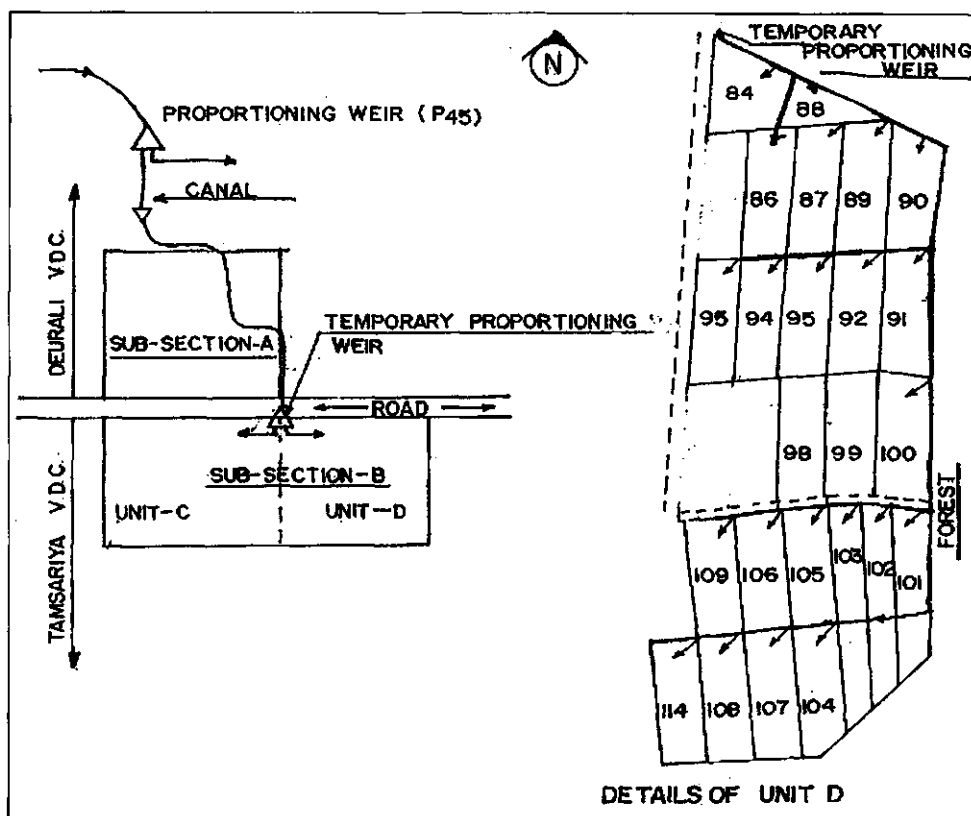 N
PROPORTIONING WEIR (P45)
CANAL
DEURALI V.D.C.
SUB-SECTION-A
TEMPORARY PROPORTIONING
WEIR
ROAD
SUB-SECTION-B
UNIT-C
UNIT-D
TAMSARIYA V.D.C.
TEMPORARY
PROPORTIONING
WEIR
84
88
86 87 89 90
95 94 95 92 91
98 99 100
FOREST
109 106 105 103 102 101
114 108 107 104
DETAILS OF UNIT D